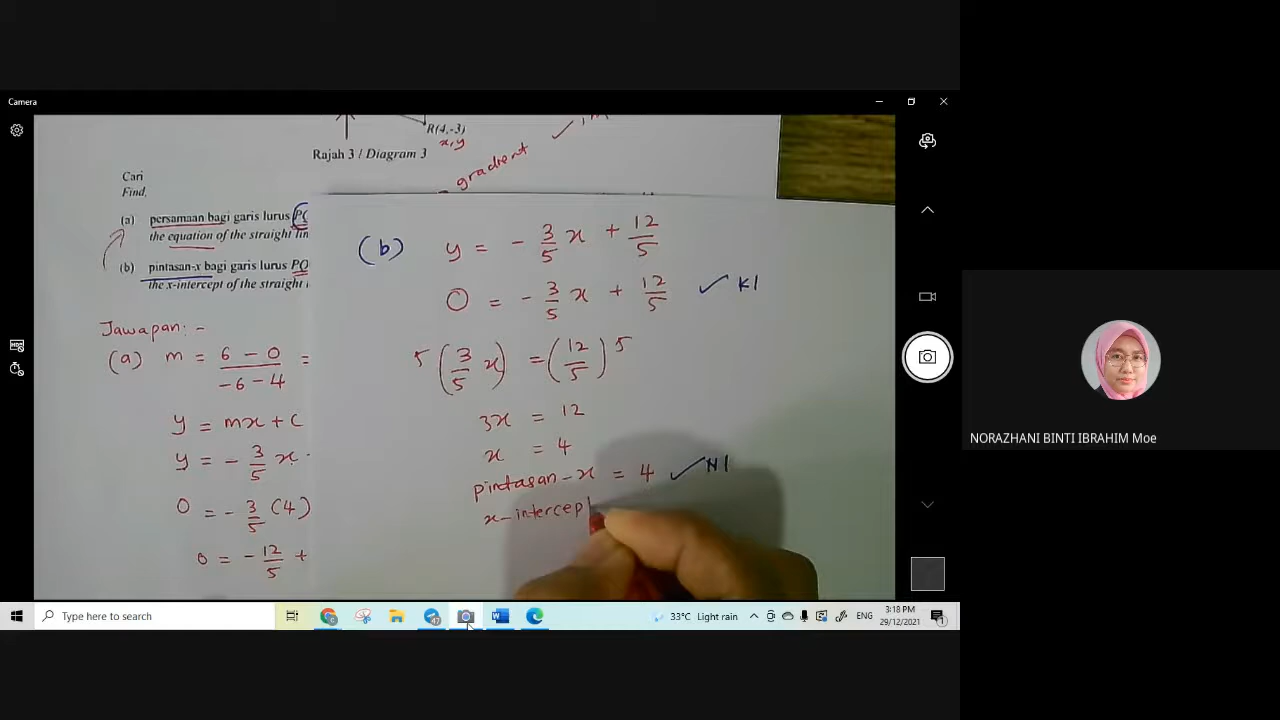 Camera
R(4,-3)
x,y
Rajah 3 / Diagram 3
gradient
Cari
Find,
(a) persamaan bagi garis lurus
the equation of the straight
(b) pintasan-x bagi garis lurus PQ
the x-intercept of the straight
Jawapan: -
(a) m = 6 - 0 / -6 - 4 =
y = mx + c
y = - 3/5 x
0 = - 3/5 (4)
0 = - 12/5 +
(b) y = - 3/5 x + 12/5
0 = - 3/5 x + 12/5 ✓ K1
5 (3/5 x) = (12/5) 5
3x = 12
x = 4
pintasan-x = 4 ✓ N1
x-intercept
NORAZHANI BINTI IBRAHIM Moe
Type here to search
33°C Light rain
ENG
3:18 PM
29/12/2021